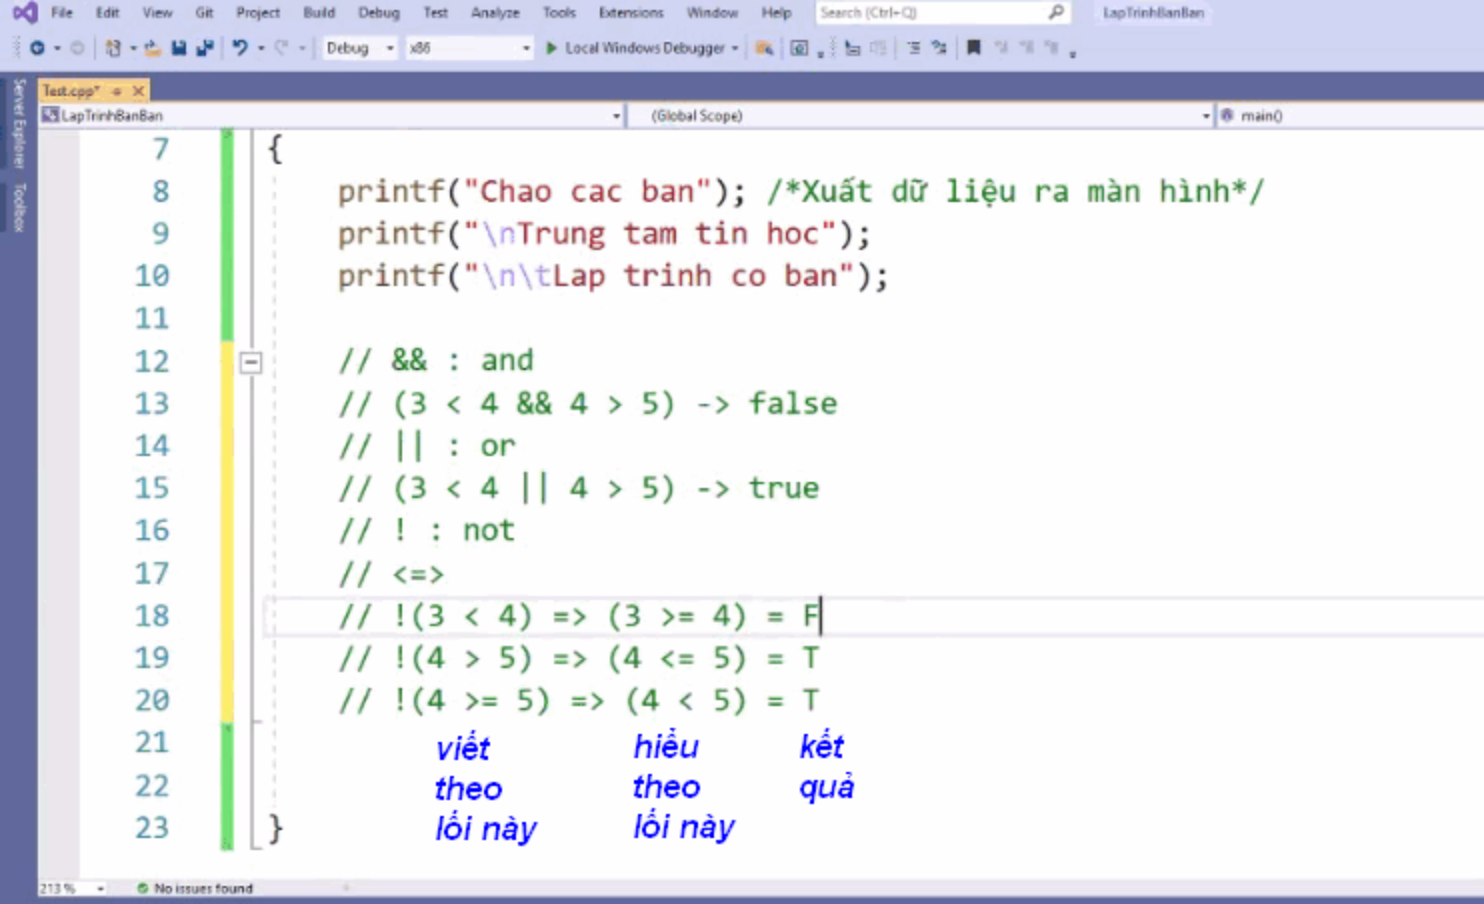 File Edit View Git Project Build Debug Test Analyze Tools Extensions Window Help Search (Ctrl+Q) LapTrinhBanBan
Debug x86 Local Windows Debugger
Server Explorer
Toolbox
Test.cpp*
LapTrinhBanBan (Global Scope) main()
7 {
8 printf("Chao cac ban"); /*Xuất dữ liệu ra màn hình*/
9 printf("\nTrung tam tin hoc");
10 printf("\n\tLap trinh co ban");
11
12 // && : and
13 // (3 < 4 && 4 > 5) -> false
14 // || : or
15 // (3 < 4 || 4 > 5) -> true
16 // ! : not
17 // <=>
18 // !(3 < 4) => (3 >= 4) = F
19 // !(4 > 5) => (4 <= 5) = T
20 // !(4 >= 5) => (4 < 5) = T
21 viết hiểu kết
22 theo theo quả
23 } lối này lối này
213 % No issues found